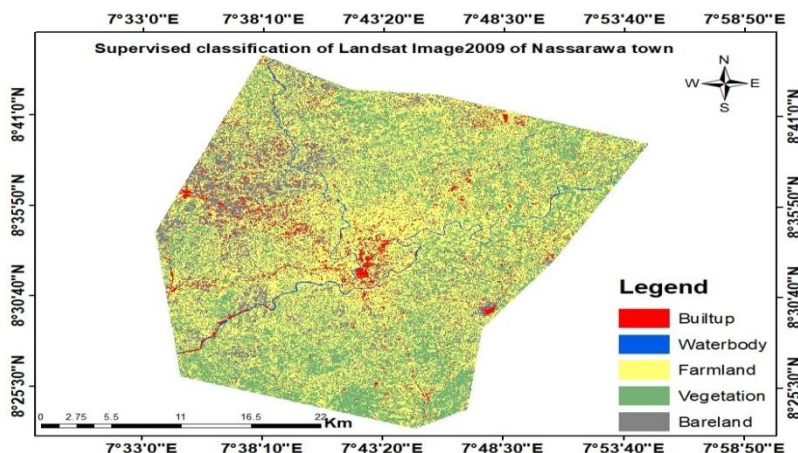 7°33'0"E 7°38'10"E 7°43'20"E 7°48'30"E 7°53'40"E 7°58'50"E
Supervised classification of Landsat Image2009 of Nassarawa town
N
W E
S
8°41'0"N 8°41'0"N
8°35'50"N 8°35'50"N
8°30'40"N 8°30'40"N
8°25'30"N 8°25'30"N
Legend
Builtup
Waterbody
Farmland
Vegetation
Bareland
0 2.75 5.5 11 16.5 22
Km
7°33'0"E 7°38'10"E 7°43'20"E 7°48'30"E 7°53'40"E 7°58'50"E